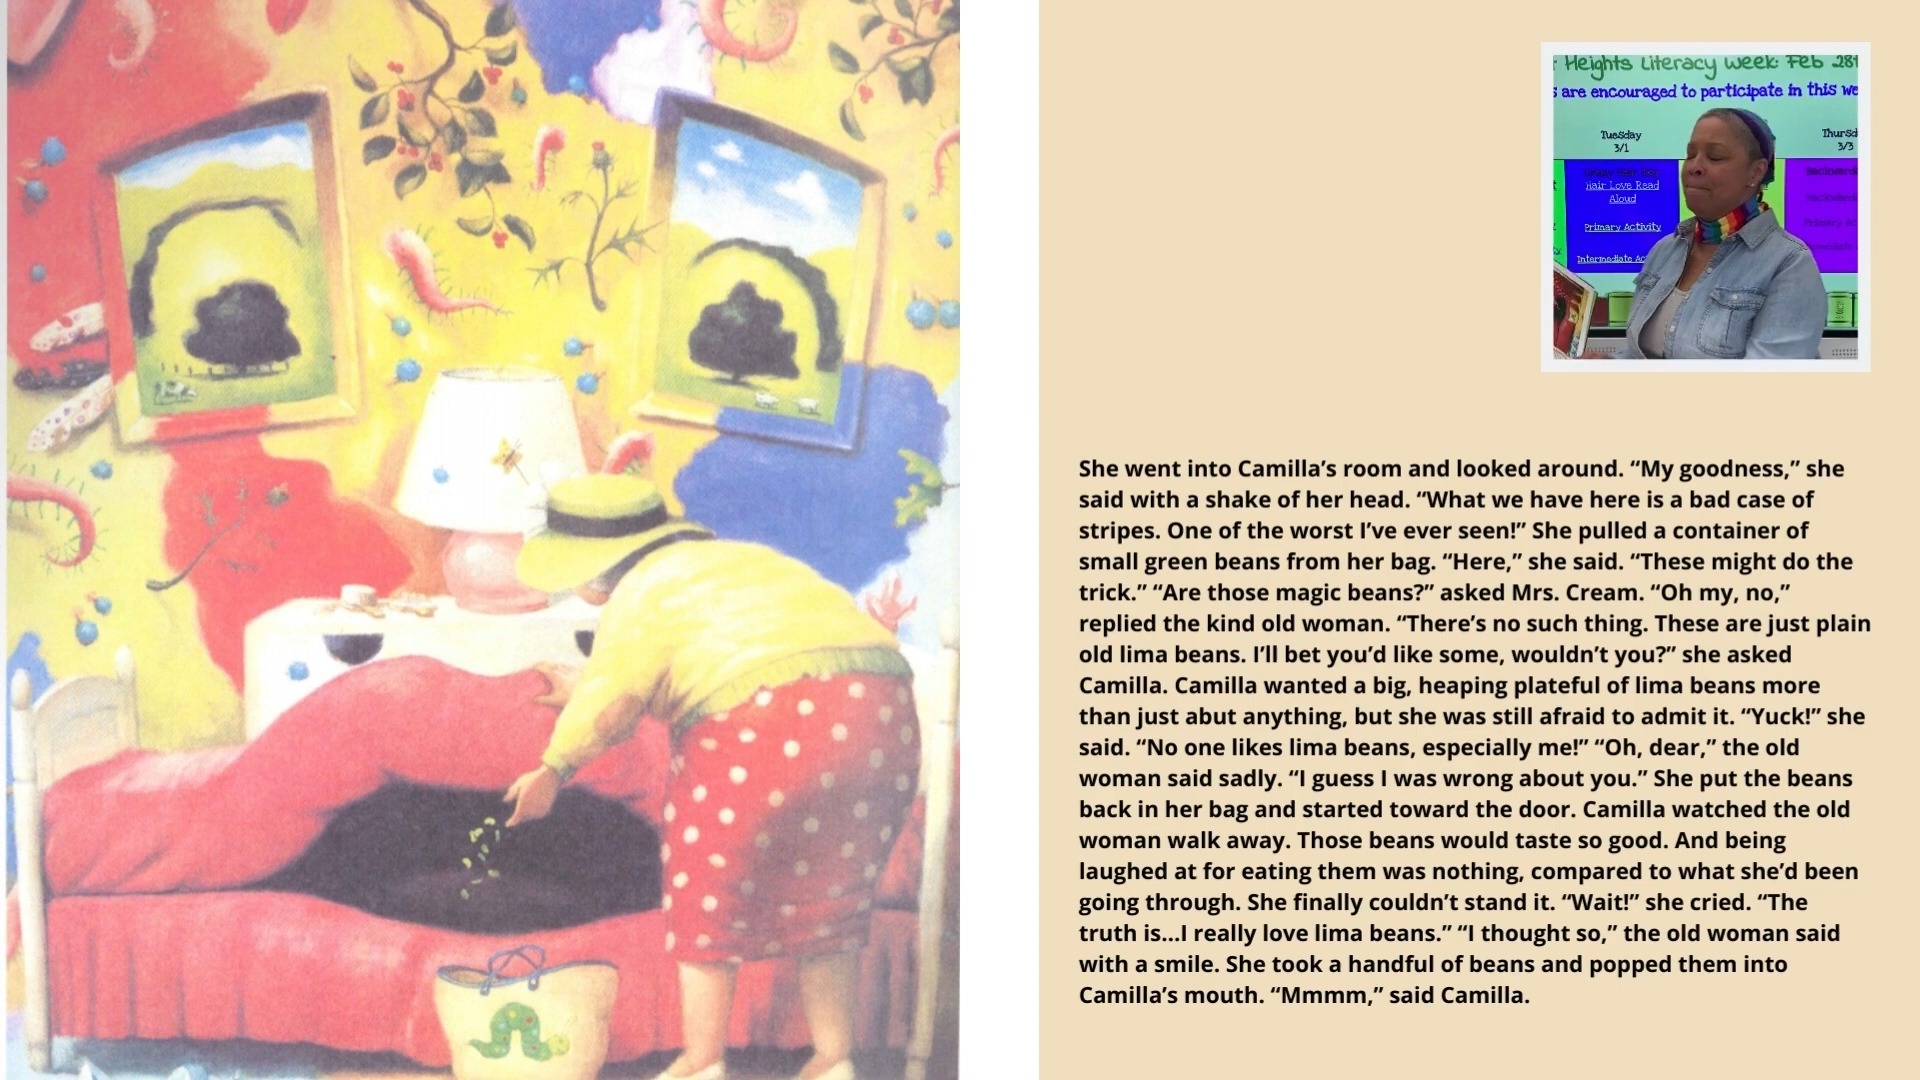 Heights Literacy Week: Feb 28t
are encouraged to participate in this we
Tuesday
3/1
Thursd
3/3
Hair Love Read
Aloud
Primary Activity
Intermediate Ac
She went into Camilla’s room and looked around. “My goodness,” she
said with a shake of her head. “What we have here is a bad case of
stripes. One of the worst I’ve ever seen!” She pulled a container of
small green beans from her bag. “Here,” she said. “These might do the
trick.” “Are those magic beans?” asked Mrs. Cream. “Oh my, no,”
replied the kind old woman. “There’s no such thing. These are just plain
old lima beans. I’ll bet you’d like some, wouldn’t you?” she asked
Camilla. Camilla wanted a big, heaping plateful of lima beans more
than just abut anything, but she was still afraid to admit it. “Yuck!” she
said. “No one likes lima beans, especially me!” “Oh, dear,” the old
woman said sadly. “I guess I was wrong about you.” She put the beans
back in her bag and started toward the door. Camilla watched the old
woman walk away. Those beans would taste so good. And being
laughed at for eating them was nothing, compared to what she’d been
going through. She finally couldn’t stand it. “Wait!” she cried. “The
truth is...I really love lima beans.” “I thought so,” the old woman said
with a smile. She took a handful of beans and popped them into
Camilla’s mouth. “Mmmm,” said Camilla.